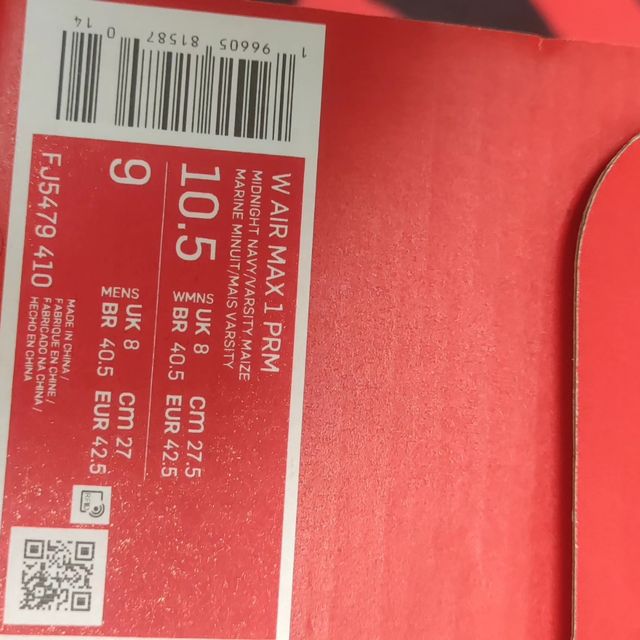 W AIR MAX 1 PRM
MIDNIGHT NAVY/VARSITY MAIZE
MARINE MINUIT/MAIS VARSITY
10.5 WMNS UK 8 cm 27.5
BR 40.5 EUR 42.5
9 MENS UK 8 cm 27
BR 40.5 EUR 42.5
FJ5479 410
MADE IN CHINA /
FABRIQUE EN CHINE /
FABRICADO NA CHINA /
HECHO EN CHINA
1 96605 81587 0 14